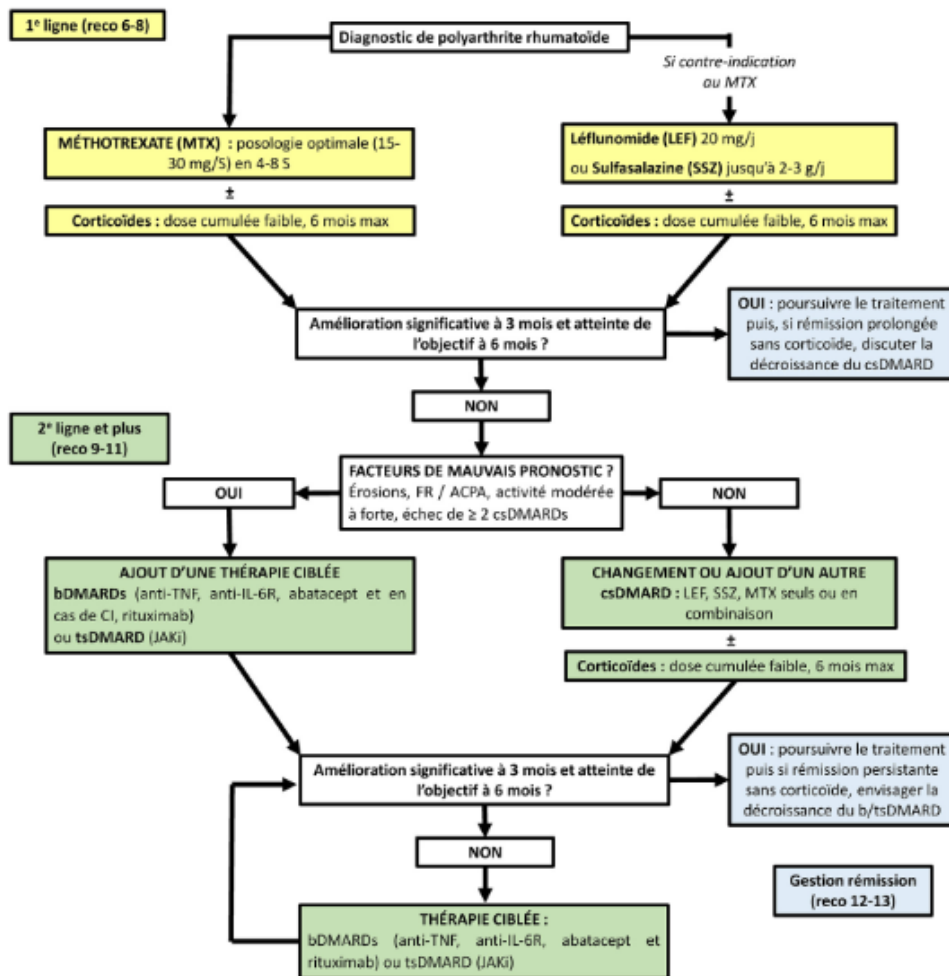 1e ligne (reco 6-8)
Diagnostic de polyarthrite rhumatoïde
Si contre-indication
au MTX
MÉTHOTREXATE (MTX) : posologie optimale (15-
30 mg/S) en 4-8 S
±
Corticoïdes : dose cumulée faible, 6 mois max
Léflunomide (LEF) 20 mg/j
ou Sulfasalazine (SSZ) jusqu'à 2-3 g/j
±
Corticoïdes : dose cumulée faible, 6 mois max
Amélioration significative à 3 mois et atteinte de
l'objectif à 6 mois ?
OUI : poursuivre le traitement
puis, si rémission prolongée
sans corticoïde, discuter la
décroissance du csDMARD
NON
2e ligne et plus
(reco 9-11)
FACTEURS DE MAUVAIS PRONOSTIC ?
Érosions, FR / ACPA, activité modérée
à forte, échec de ≥ 2 csDMARDs
OUI
NON
AJOUT D'UNE THÉRAPIE CIBLÉE
bDMARDs (anti-TNF, anti-IL-6R, abatacept et en
cas de CI, rituximab)
ou tsDMARD (JAKi)
CHANGEMENT OU AJOUT D'UN AUTRE
csDMARD : LEF, SSZ, MTX seuls ou en
combinaison
±
Corticoïdes : dose cumulée faible, 6 mois max
Amélioration significative à 3 mois et atteinte de
l'objectif à 6 mois ?
OUI : poursuivre le traitement
puis si rémission persistante
sans corticoïde, envisager la
décroissance du b/tsDMARD
NON
Gestion rémission
(reco 12-13)
THÉRAPIE CIBLÉE :
bDMARDs (anti-TNF, anti-IL-6R, abatacept et
rituximab) ou tsDMARD (JAKi)